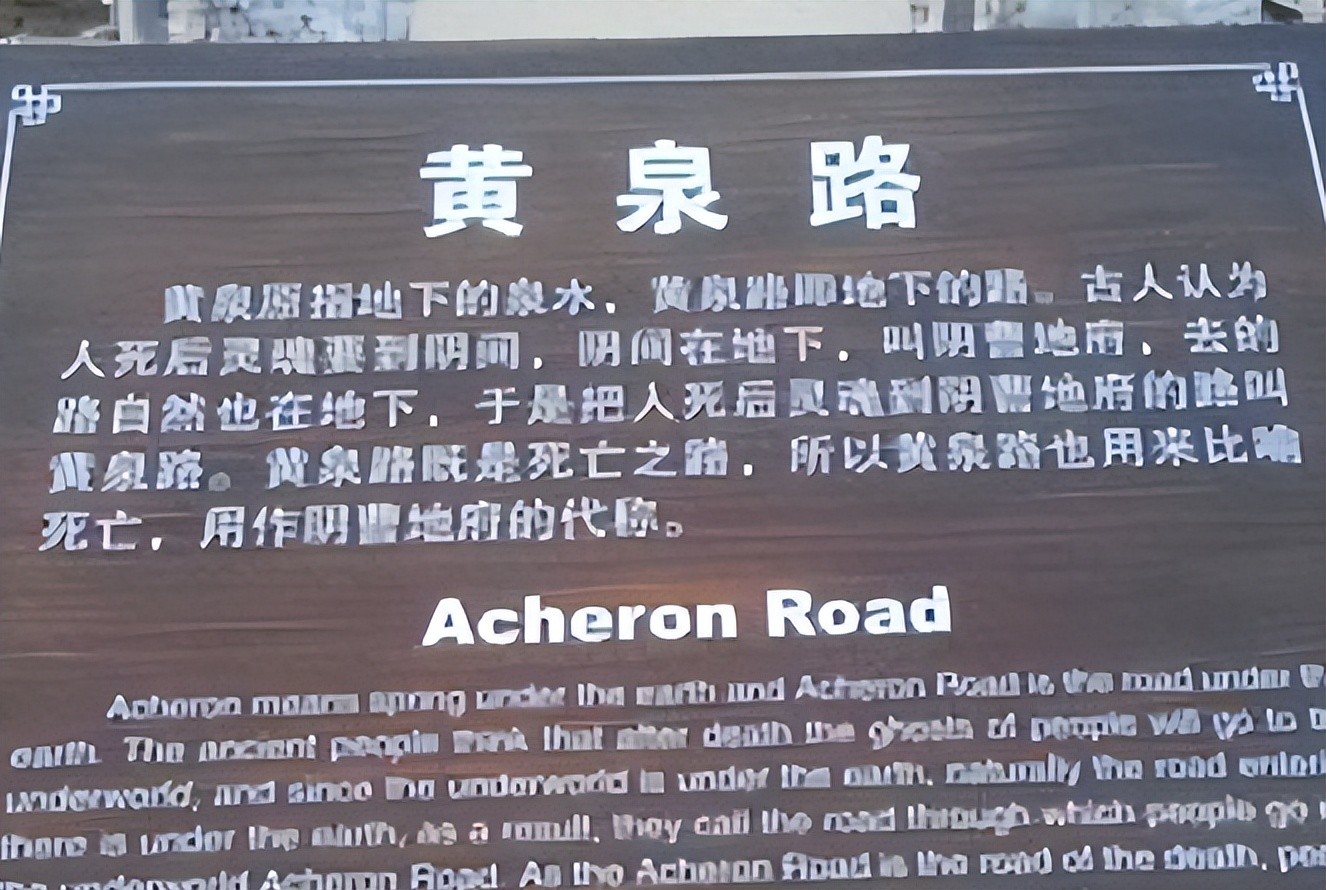 黄泉路
黄泉原指地下的泉水，黄泉路即地下的路。古人认为
人死后灵魂要到阴间，阴间在地下，叫阴曹地府，去的
路自然也在地下，于是把人死后灵魂到阴曹地府的路叫
黄泉路。黄泉路既是死亡之路，所以黄泉路也用来比喻
死亡，用作阴曹地府的代称。
Acheron Road
Acheron means spring under the earth and Acheron Road is the road under
earth. The ancient people think that after death the ghosts of people will go to
underworld, and since the underworld is under the earth, naturally the road
there is under the earth, as a result, they call the road through which people go
underworld Acheron Road. As the Acheron Road is the road of the death,